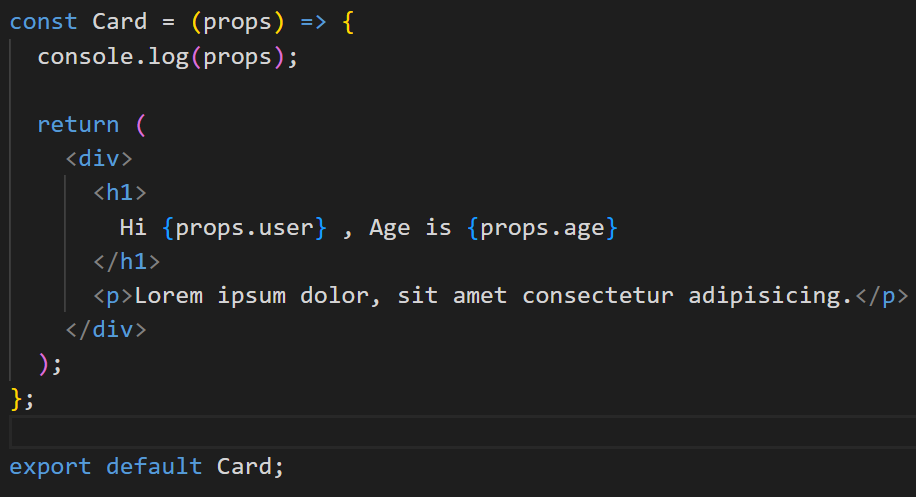 const Card = (props) => {
  console.log(props);

  return (
    <div>
      <h1>
        Hi {props.user} , Age is {props.age}
      </h1>
      <p>Lorem ipsum dolor, sit amet consectetur adipisicing.</p>
    </div>
  );
};

export default Card;